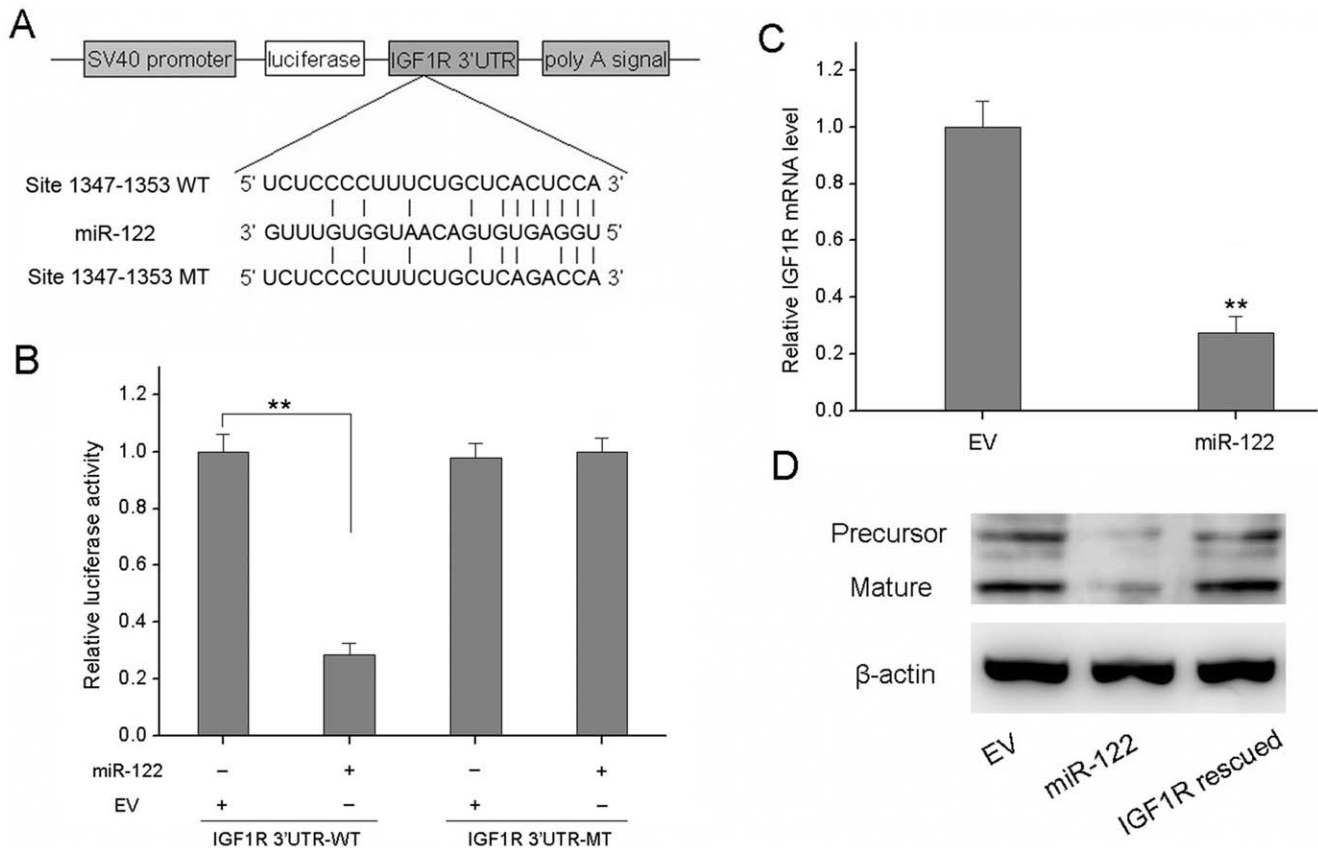 A
SV40 promoter luciferase IGF1R 3'UTR poly A signal
Site 1347-1353 WT 5' UCUCCCCUUUCUGCUCACUCCA 3'
miR-122 3' GUUUGUGGUAACAGUGUGAGGU 5'
Site 1347-1353 MT 5' UCUCCCCUUUCUGCUCAGACCA 3'
B
Relative luciferase activity
1.2
1.0
0.8
0.6
0.4
0.2
0.0
**
miR-122 – + – +
EV + – + –
IGF1R 3'UTR-WT IGF1R 3'UTR-MT
C
Relative IGF1R mRNA level
1.2
1.0
0.8
0.6
0.4
0.2
0.0
**
EV miR-122
D
Precursor
Mature
β-actin
EV miR-122 IGF1R rescued